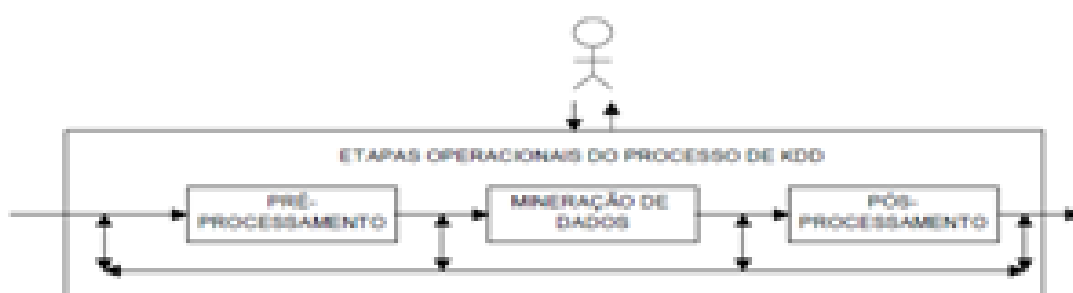 ETAPAS OPERACIONAIS DO PROCESSO DE KDD
PRÉ-
PROCESSAMENTO
MINERAÇÃO DE
DADOS
PÓS-
PROCESSAMENTO